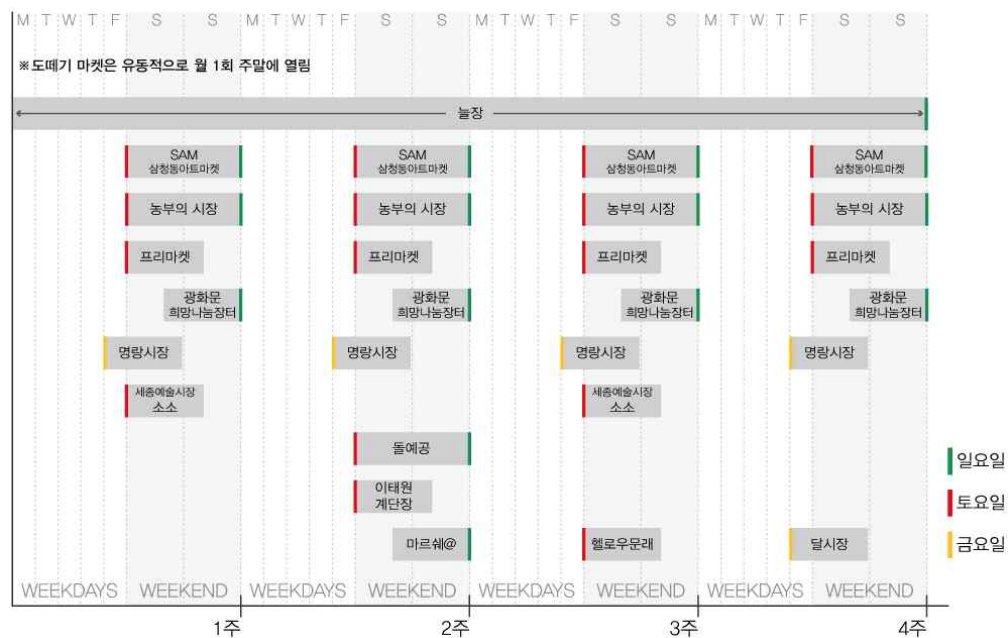 M T W T F S S M T W T F S S M T W T F S S M T W T F S S
※도떼기 마켓은 유동적으로 월 1회 주말에 열림
늘장
SAM SAM SAM SAM
삼청동아트마켓 삼청동아트마켓 삼청동아트마켓 삼청동아트마켓
농부의 시장 농부의 시장 농부의 시장 농부의 시장
프리마켓 프리마켓 프리마켓 프리마켓
광화문 광화문 광화문 광화문
희망나눔장터 희망나눔장터 희망나눔장터 희망나눔장터
명랑시장 명랑시장 명랑시장 명랑시장
세종예술시장 세종예술시장
소소 소소
돌예공
일요일
이태원
계단장
토요일
마르쉐@ 헬로우문래 달시장
금요일
WEEKDAYS WEEKEND WEEKDAYS WEEKEND WEEKDAYS WEEKEND WEEKDAYS WEEKEND
1주 2주 3주 4주